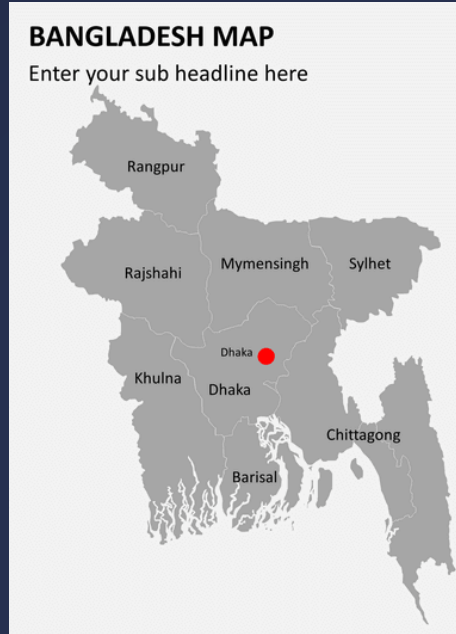 BANGLADESH MAP
Enter your sub headline here
Rangpur
Rajshahi
Mymensingh
Sylhet
Dhaka
Khulna
Dhaka
Chittagong
Barisal